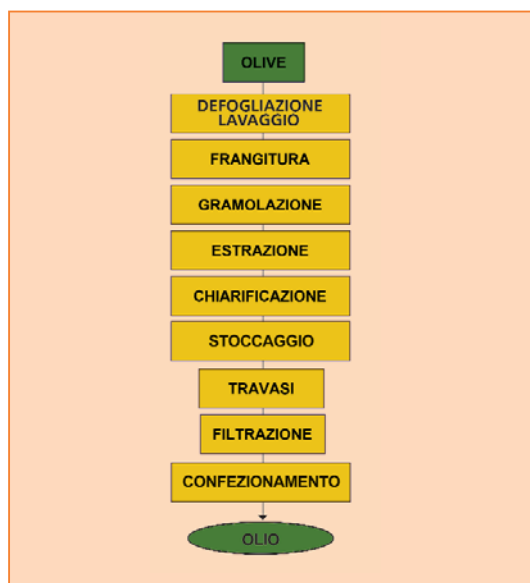 OLIVE
DEFOGLIAZIONE
LAVAGGIO
FRANGITURA
GRAMOLAZIONE
ESTRAZIONE
CHIARIFICAZIONE
STOCCAGGIO
TRAVASI
FILTRAZIONE
CONFEZIONAMENTO
OLIO